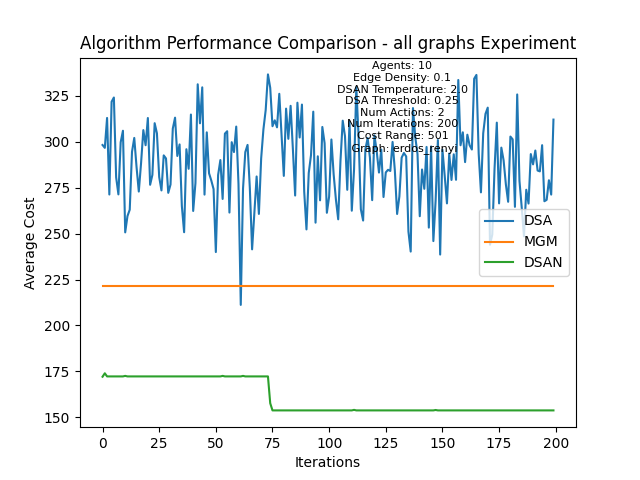 Algorithm Performance Comparison - all graphs Experiment
Agents: 10
Edge Density: 0.1
DSAN Temperature: 2.0
DSA Threshold: 0.25
Num Actions: 2
Num Iterations: 200
Cost Range: 501
Graph: erdos_renyi
Average Cost
325
300
275
250
225
200
175
150
DSA
MGM
DSAN
0
25
50
75
100
125
150
175
200
Iterations